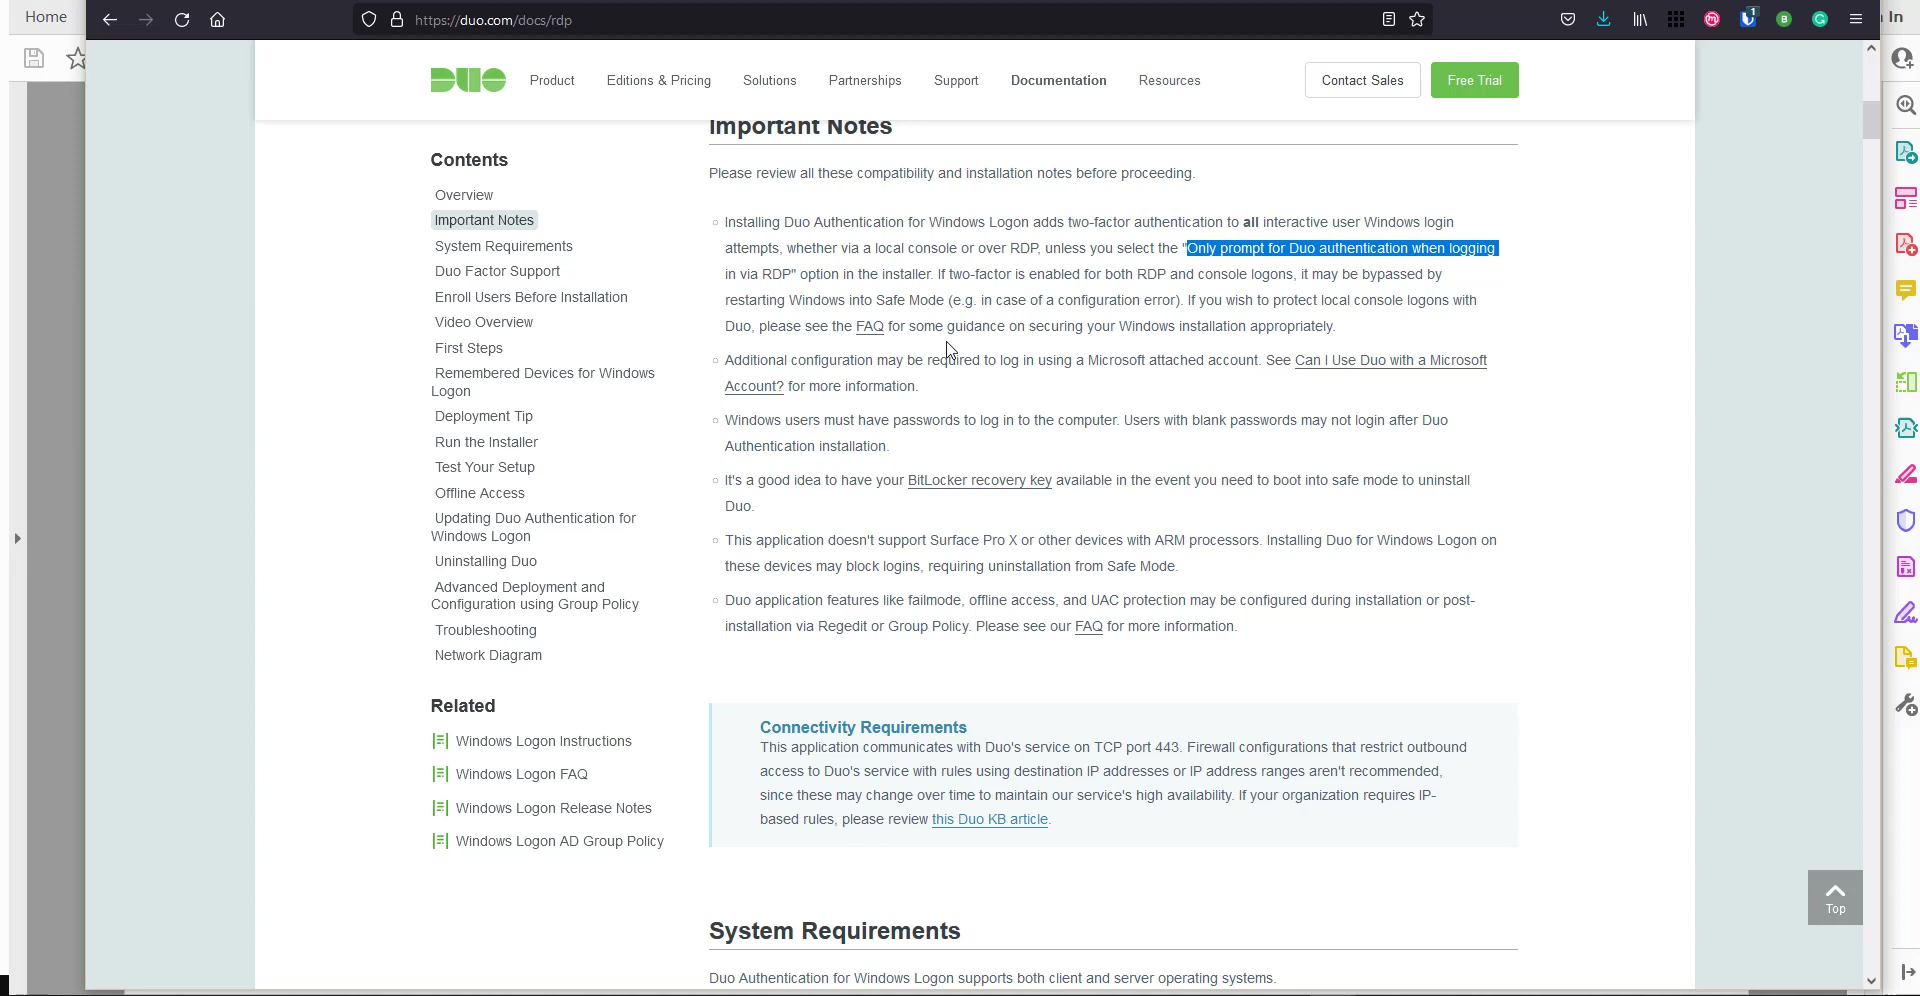 Home
https://duo.com/docs/rdp
1
In
DUO
Product
Editions & Pricing
Solutions
Partnerships
Support
Documentation
Resources
Contact Sales
Free Trial
Contents
Overview
Important Notes
System Requirements
Duo Factor Support
Enroll Users Before Installation
Video Overview
First Steps
Remembered Devices for Windows
Logon
Deployment Tip
Run the Installer
Test Your Setup
Offline Access
Updating Duo Authentication for
Windows Logon
Uninstalling Duo
Advanced Deployment and
Configuration using Group Policy
Troubleshooting
Network Diagram
Related
Windows Logon Instructions
Windows Logon FAQ
Windows Logon Release Notes
Windows Logon AD Group Policy
Important Notes
Please review all these compatibility and installation notes before proceeding.
Installing Duo Authentication for Windows Logon adds two-factor authentication to all interactive user Windows login
attempts, whether via a local console or over RDP, unless you select the "Only prompt for Duo authentication when logging
in via RDP" option in the installer. If two-factor is enabled for both RDP and console logons, it may be bypassed by
restarting Windows into Safe Mode (e.g. in case of a configuration error). If you wish to protect local console logons with
Duo, please see the FAQ for some guidance on securing your Windows installation appropriately.
Additional configuration may be required to log in using a Microsoft attached account. See Can I Use Duo with a Microsoft
Account? for more information.
Windows users must have passwords to log in to the computer. Users with blank passwords may not login after Duo
Authentication installation.
It's a good idea to have your BitLocker recovery key available in the event you need to boot into safe mode to uninstall
Duo.
This application doesn't support Surface Pro X or other devices with ARM processors. Installing Duo for Windows Logon on
these devices may block logins, requiring uninstallation from Safe Mode.
Duo application features like failmode, offline access, and UAC protection may be configured during installation or post-
installation via Regedit or Group Policy. Please see our FAQ for more information.
Connectivity Requirements
This application communicates with Duo's service on TCP port 443. Firewall configurations that restrict outbound
access to Duo's service with rules using destination IP addresses or IP address ranges aren't recommended,
since these may change over time to maintain our service's high availability. If your organization requires IP-
based rules, please review this Duo KB article.
Top
System Requirements
Duo Authentication for Windows Logon supports both client and server operating systems.